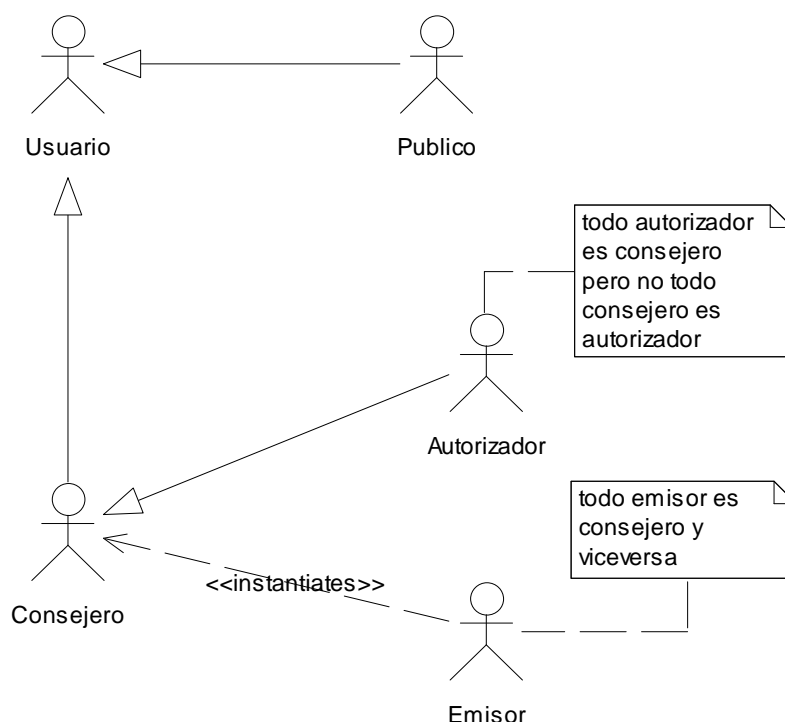 Usuario
Publico
todo autorizador
es consejero
pero no todo
consejero es
autorizador
Autorizador
todo emisor es
consejero y
viceversa
<<instantiates>>
Consejero
Emisor